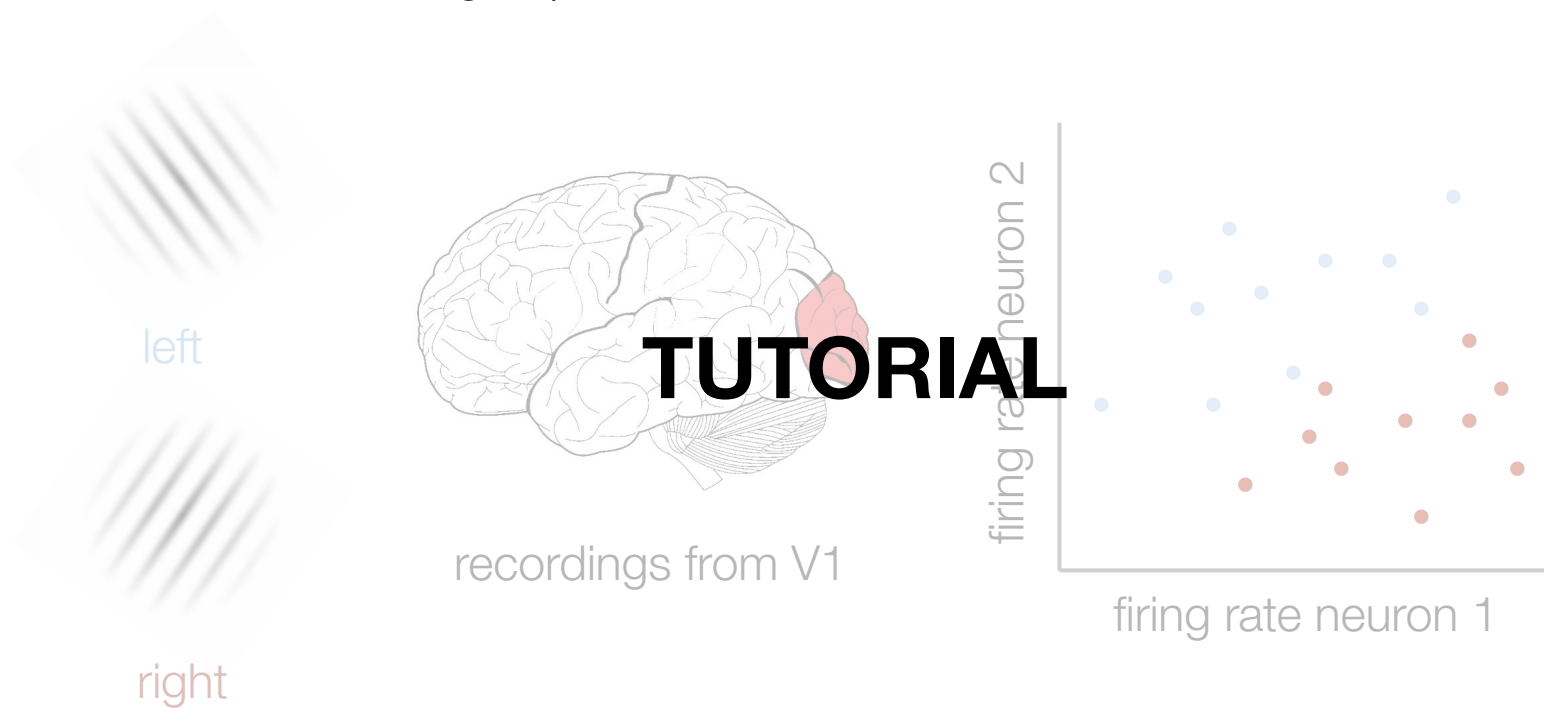 left
right
recordings from V1
TUTORIAL
firing rate neuron 2
firing rate neuron 1